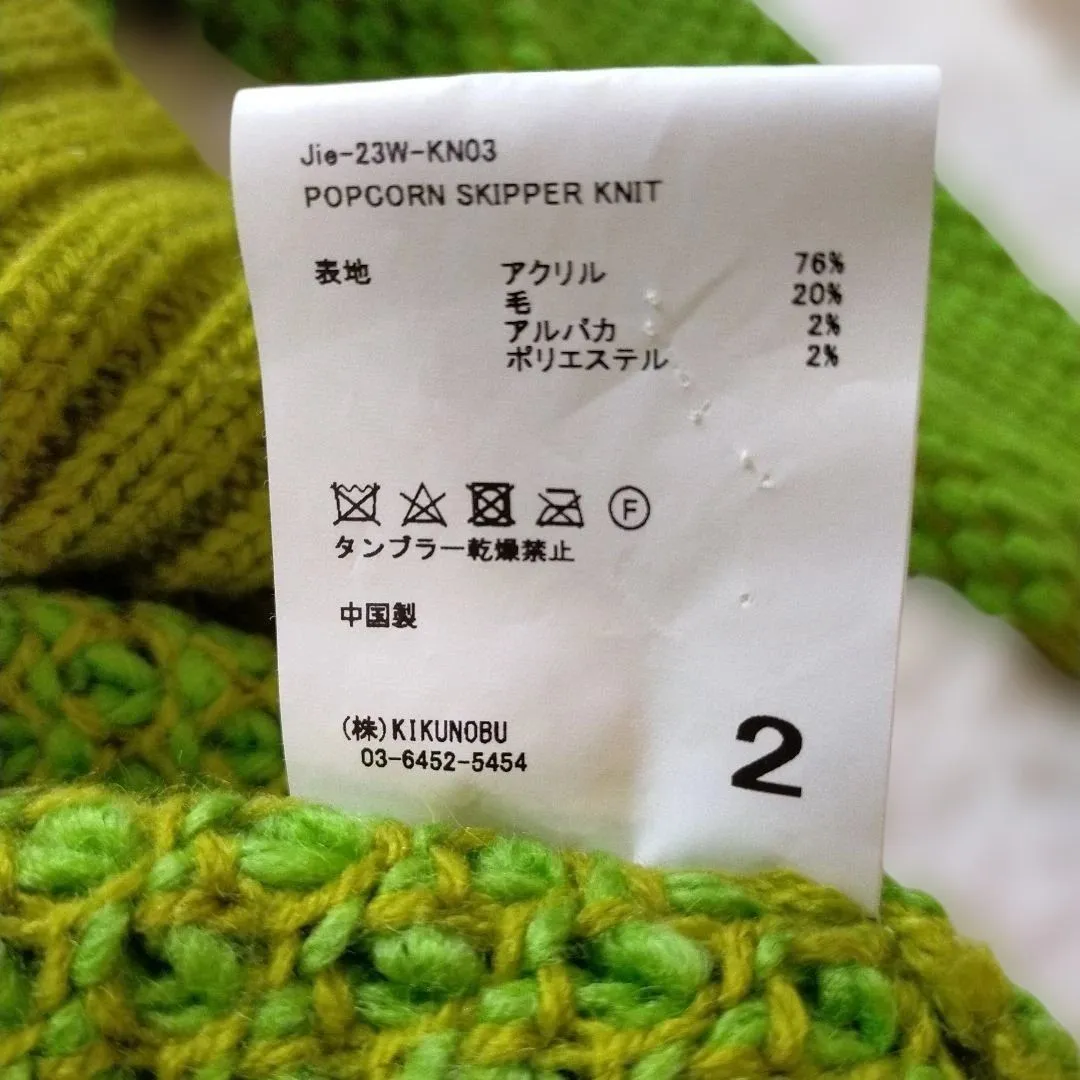 Jie-23W-KN03
POPCORN SKIPPER KNIT
表地 アクリル 76%
毛 20%
アルパカ 2%
ポリエステル 2%
F
タンブラー乾燥禁止
中国製
(株)KIKUNOBU
03-6452-5454
2